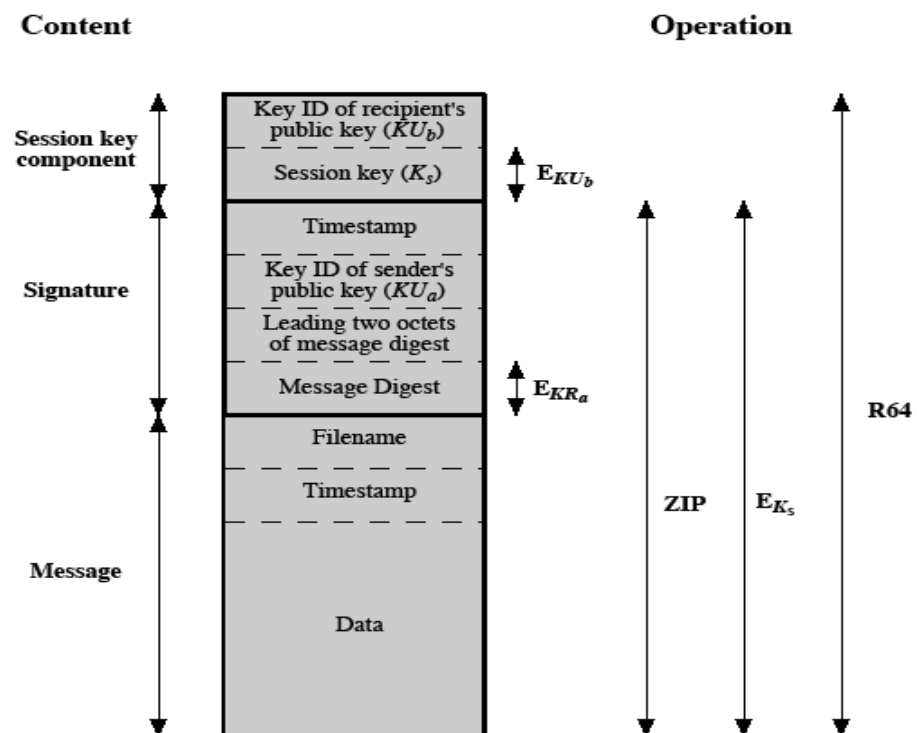 Content
Operation
Key ID of recipient's
public key (KUb)
Session key
component
Session key (Ks)
EKUb
Timestamp
Key ID of sender's
public key (KUa)
Signature
Leading two octets
of message digest
Message Digest
EKRa
R64
Filename
Timestamp
ZIP
EKs
Message
Data